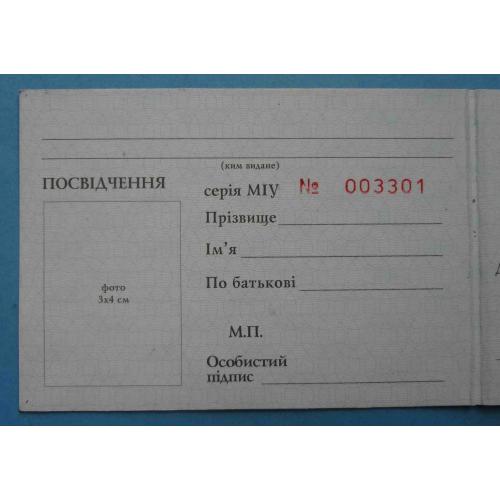 (ким видане)
ПОСВІДЧЕННЯ
серія МІУ № 003301
Прізвище
Ім’я
По батькові
фото
3х4 см
М.П.
Особистий
підпис